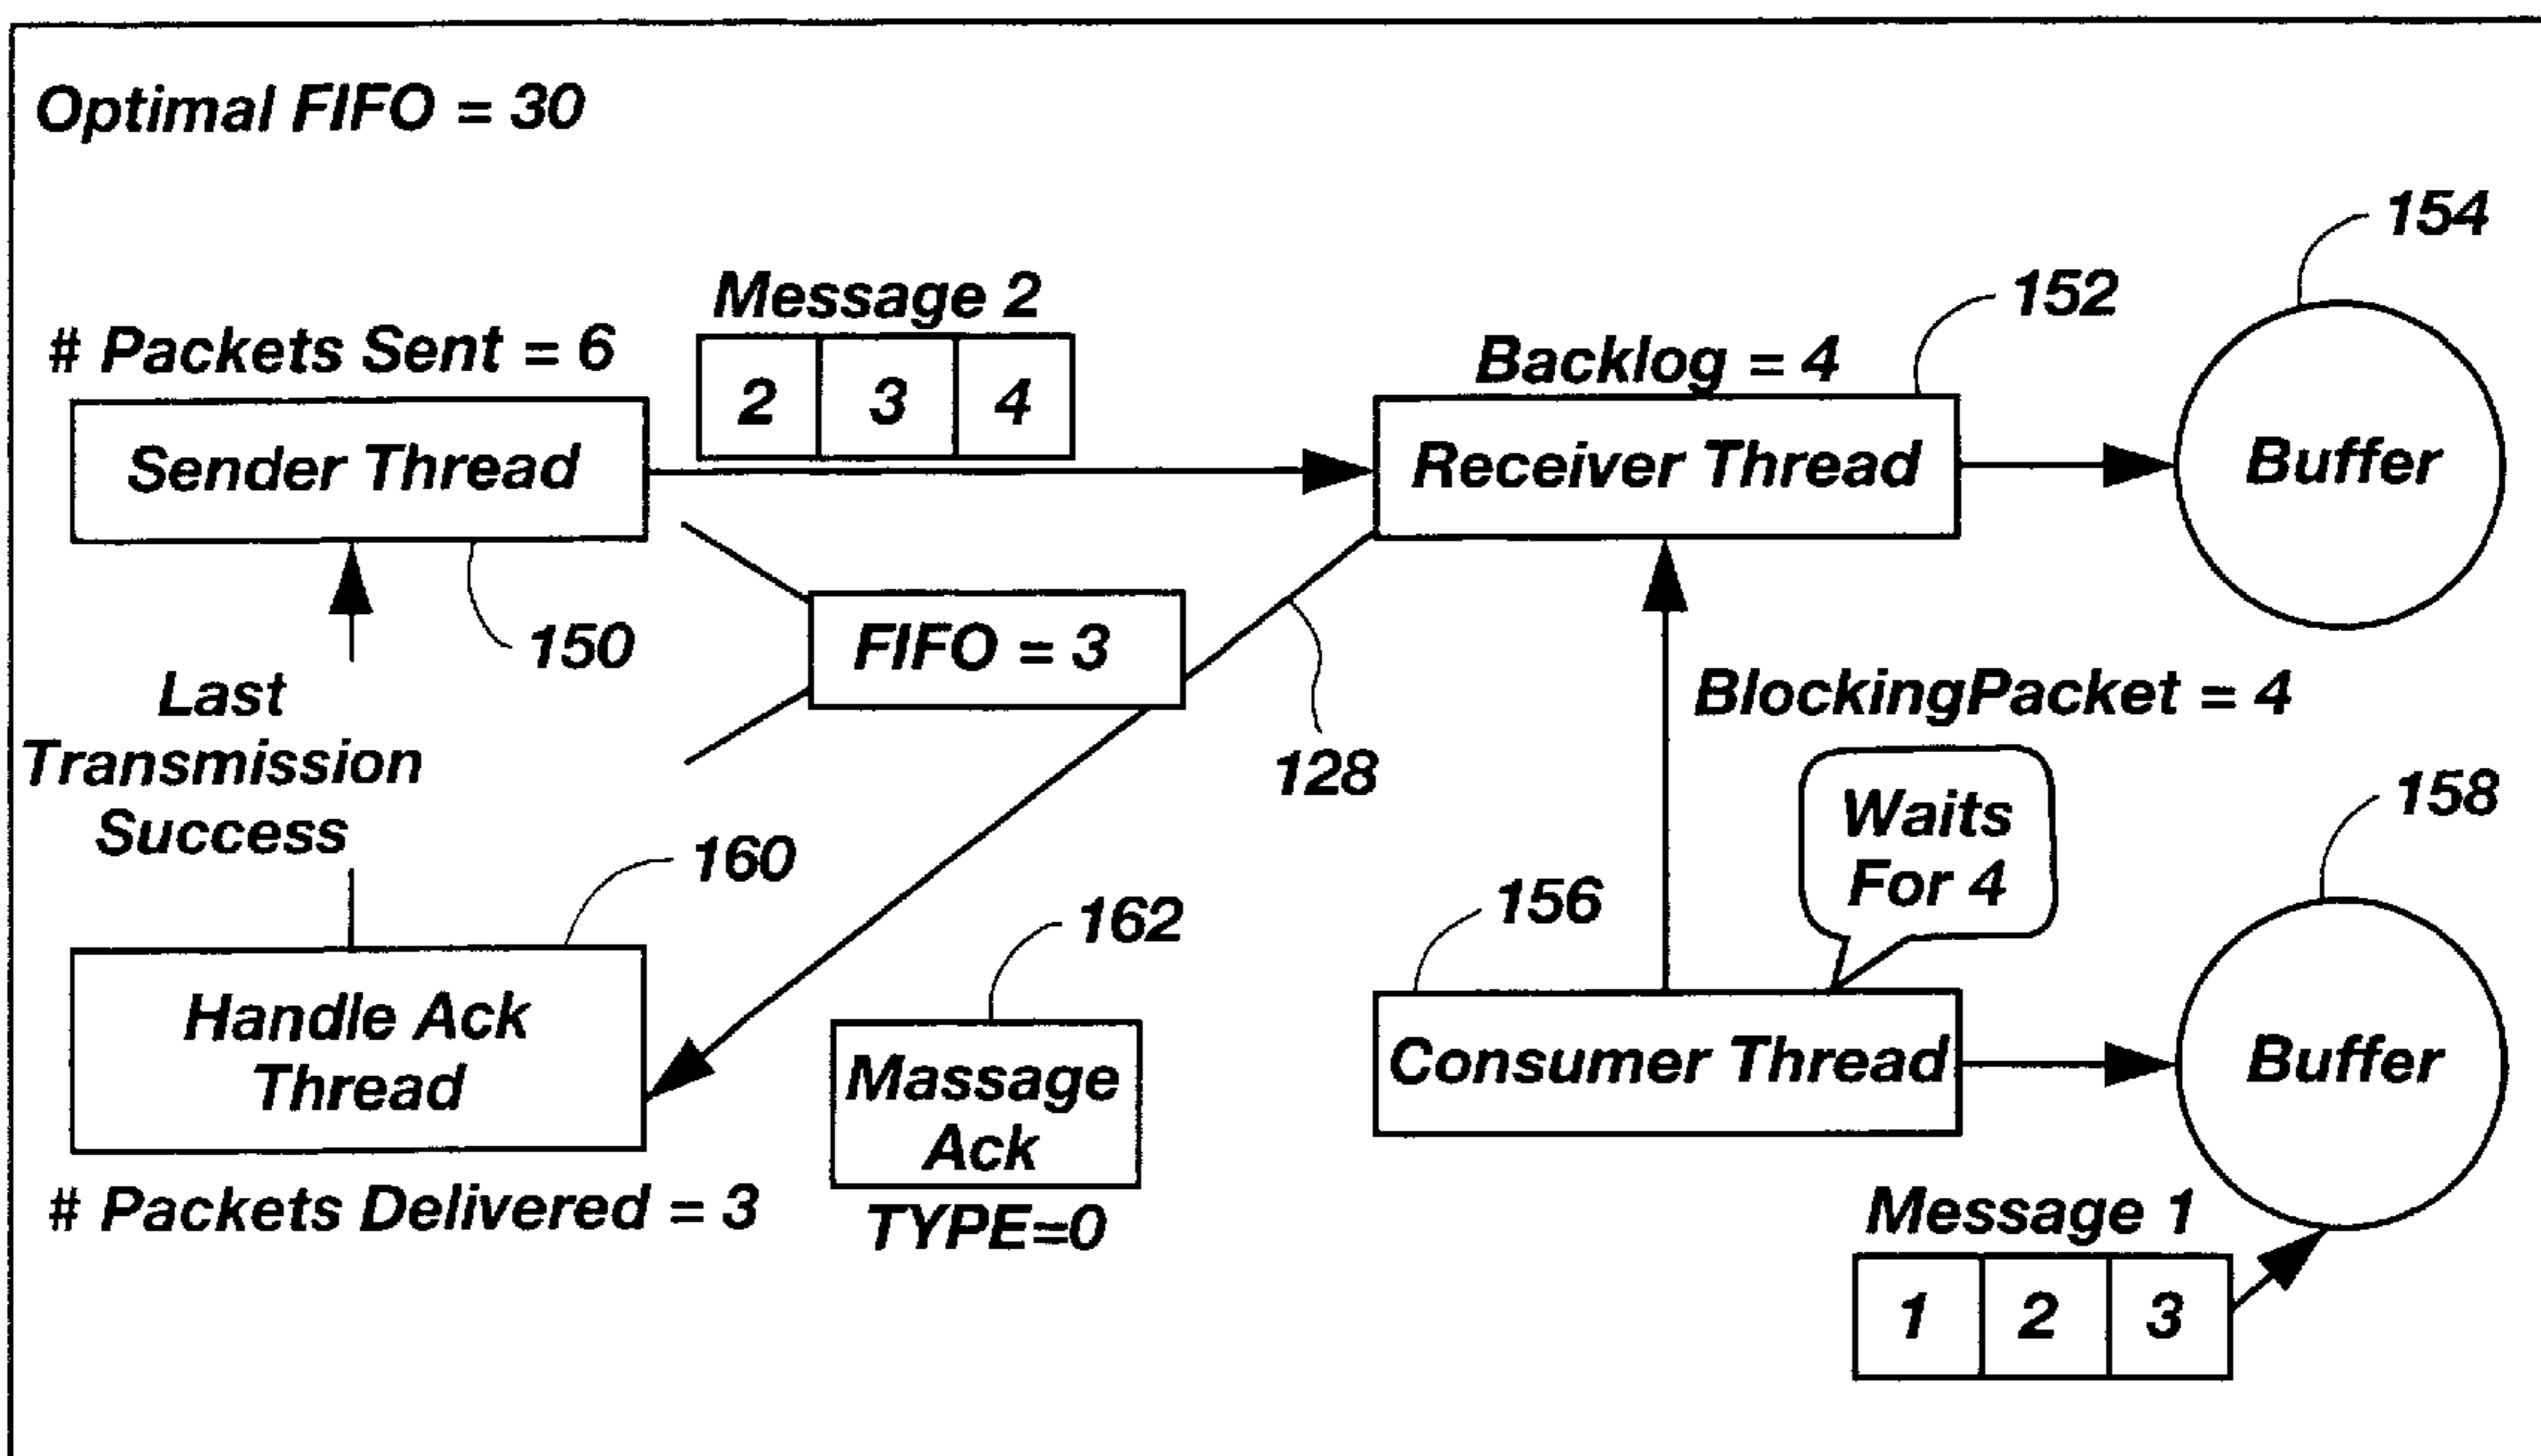 Optimal FIFO = 30
154
Message 2
152
# Packets Sent = 6
2 3 4
Backlog = 4
Sender Thread
Receiver Thread
Buffer
150
FIFO = 3
128
BlockingPacket = 4
Last
Transmission
Success
Waits
For 4
158
160
162
156
Handle Ack
Thread
Massage
Ack
TYPE=0
Consumer Thread
Buffer
# Packets Delivered = 3
Message 1
1 2 3